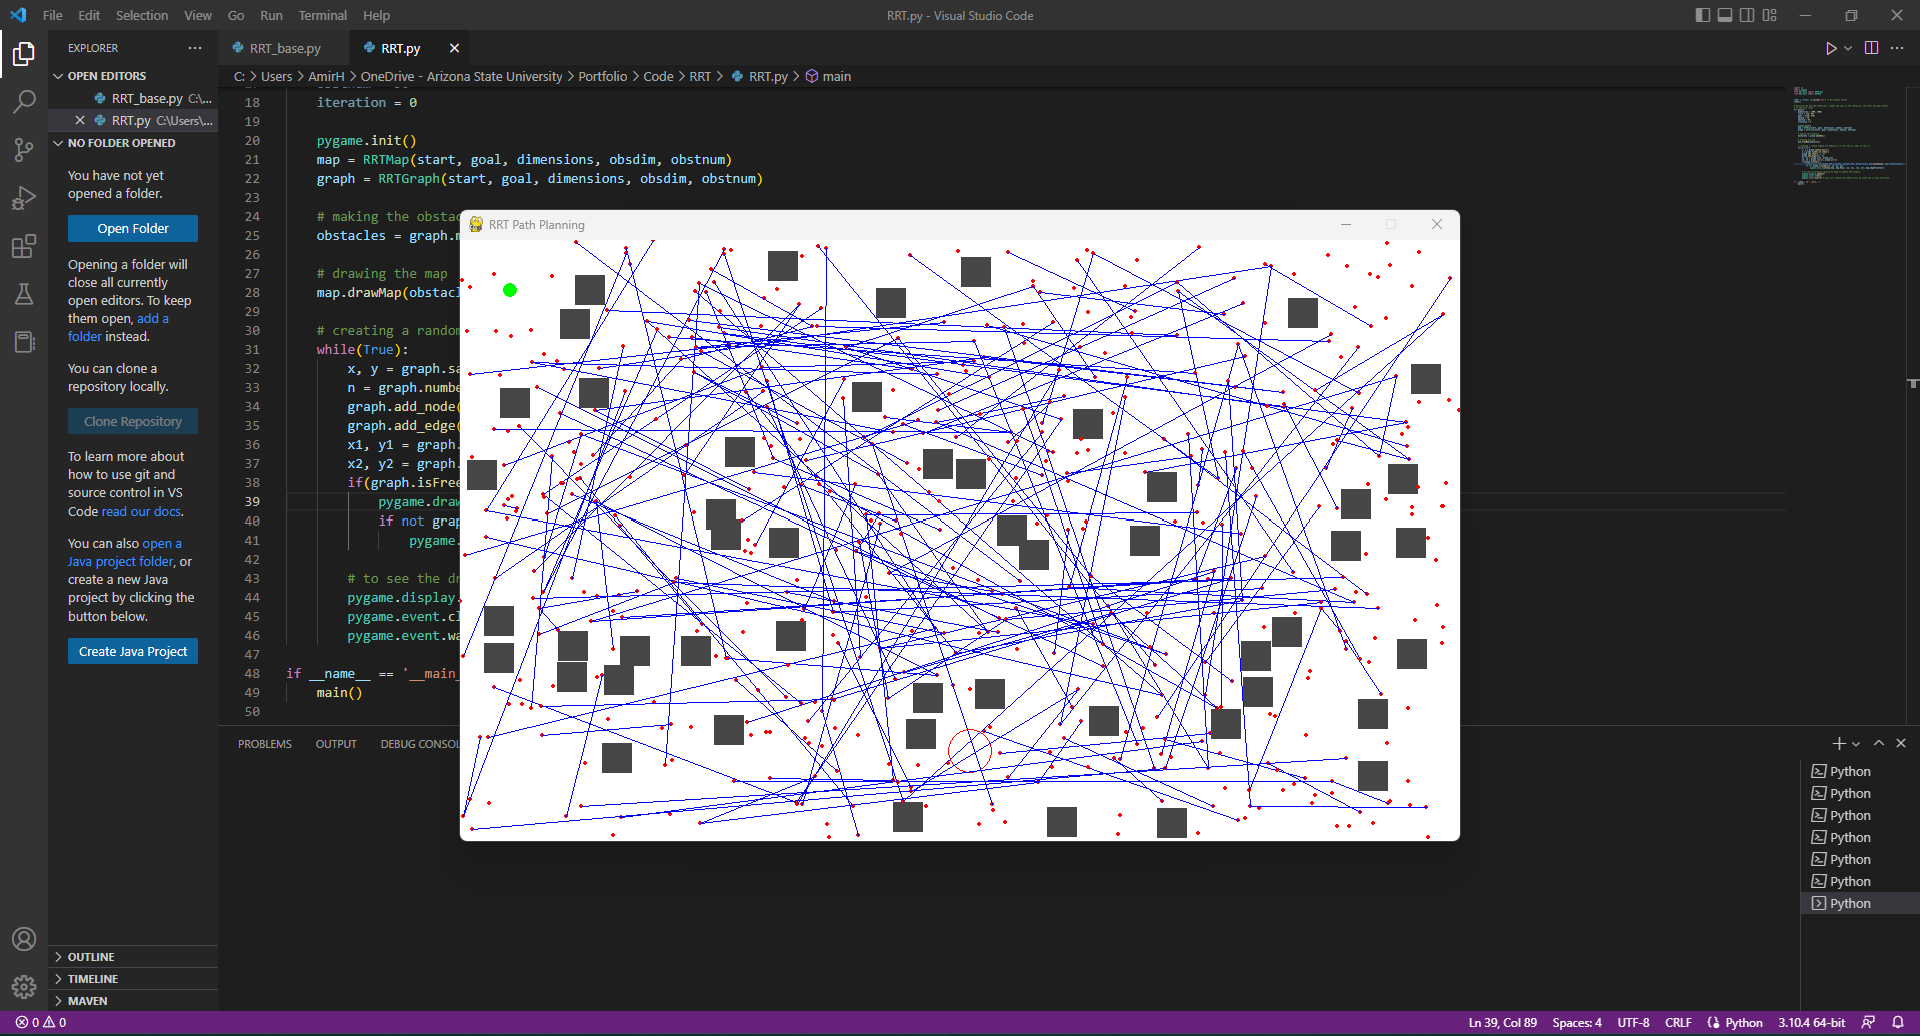 File Edit Selection View Go Run Terminal Help
RRT.py - Visual Studio Code
EXPLORER
OPEN EDITORS
RRT_base.py C:\...
RRT.py C:\Users\...
NO FOLDER OPENED
You have not yet
opened a folder.
Open Folder
Opening a folder will
close all currently
open editors. To keep
them open, add a
folder instead.
You can clone a
repository locally.
Clone Repository
To learn more about
how to use git and
source control in VS
Code read our docs.
You can also open a
Java project folder, or
create a new Java
project by clicking the
button below.
Create Java Project
OUTLINE
TIMELINE
MAVEN
RRT_base.py
RRT.py
C: > Users > AmirH > OneDrive - Arizona State University > Portfolio > Code > RRT > RRT.py > main
18 iteration = 0
19
20 pygame.init()
21 map = RRTMap(start, goal, dimensions, obsdim, obstnum)
22 graph = RRTGraph(start, goal, dimensions, obsdim, obstnum)
23
24 # making the obstac
25 obstacles = graph.m
26
27 # drawing the map
28 map.drawMap(obstacl
29
30 # creating a random
31 while(True):
32 x, y = graph.sa
33 n = graph.numbe
34 graph.add_node(
35 graph.add_edge(
36 x1, y1 = graph.
37 x2, y2 = graph.
38 if(graph.isFree
39 pygame.draw
40 if not grap
41 pygame.
42
43 # to see the dr
44 pygame.display.
45 pygame.event.cl
46 pygame.event.wa
47
48 if __name__ == '__main_
49 main()
50
RRT Path Planning
PROBLEMS OUTPUT DEBUG CONSOL
Python
Python
Python
Python
Python
Python
Python
0 0
Ln 39, Col 89 Spaces: 4 UTF-8 CRLF Python 3.10.4 64-bit